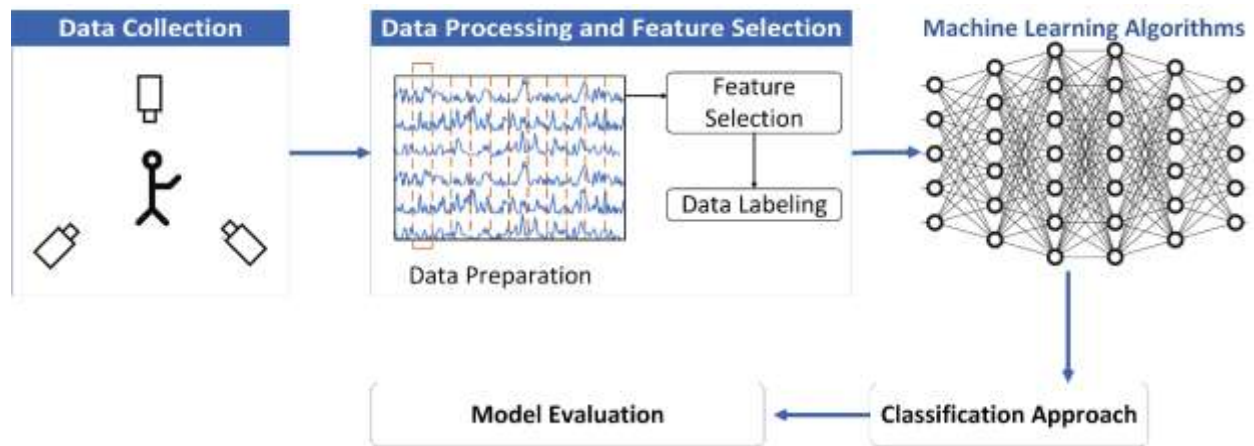 Data Collection
Data Processing and Feature Selection
Machine Learning Algorithms
Feature
Selection
Data Labeling
Data Preparation
Model Evaluation
Classification Approach